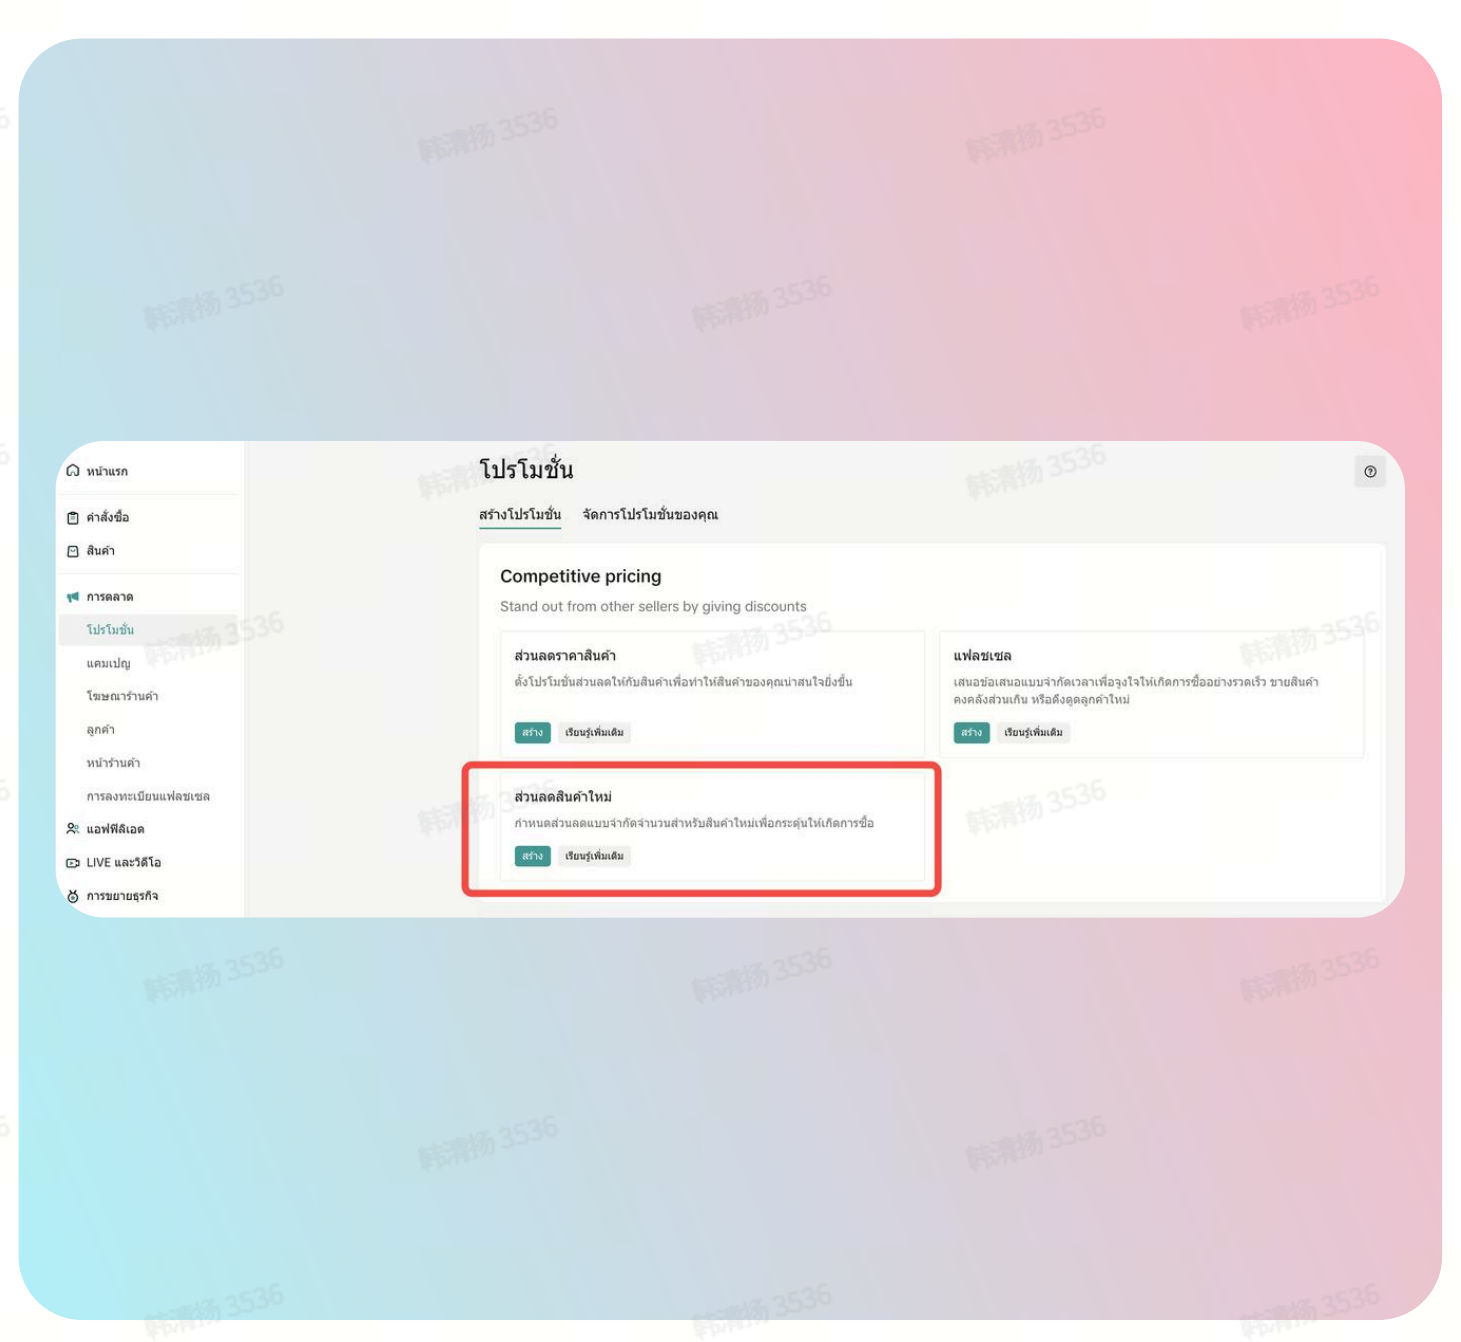 หน้าแรก
คำสั่งซื้อ
สินค้า
การตลาด
โปรโมชั่น
แคมเปญ
โฆษณาร้านค้า
ลูกค้า
หน้าร้านค้า
การลงทะเบียนแฟลชเซล
แอฟฟิลิเอต
LIVE และวิดีโอ
การขยายธุรกิจ
โปรโมชั่น
สร้างโปรโมชั่น จัดการโปรโมชั่นของคุณ
Competitive pricing
Stand out from other sellers by giving discounts
ส่วนลดราคาสินค้า
ตั้งโปรโมชั่นส่วนลดให้กับสินค้าเพื่อทำให้สินค้าของคุณน่าสนใจยิ่งขึ้น
สร้าง เรียนรู้เพิ่มเติม
แฟลชเซล
เสนอข้อเสนอแบบจำกัดเวลาเพื่อจูงใจให้เกิดการซื้ออย่างรวดเร็ว ขายสินค้า
คงคลังส่วนเกิน หรือดึงดูดลูกค้าใหม่
สร้าง เรียนรู้เพิ่มเติม
ส่วนลดสินค้าใหม่
กำหนดส่วนลดแบบจำกัดจำนวนสำหรับสินค้าใหม่เพื่อกระตุ้นให้เกิดการซื้อ
สร้าง เรียนรู้เพิ่มเติม
韩清扬 3536